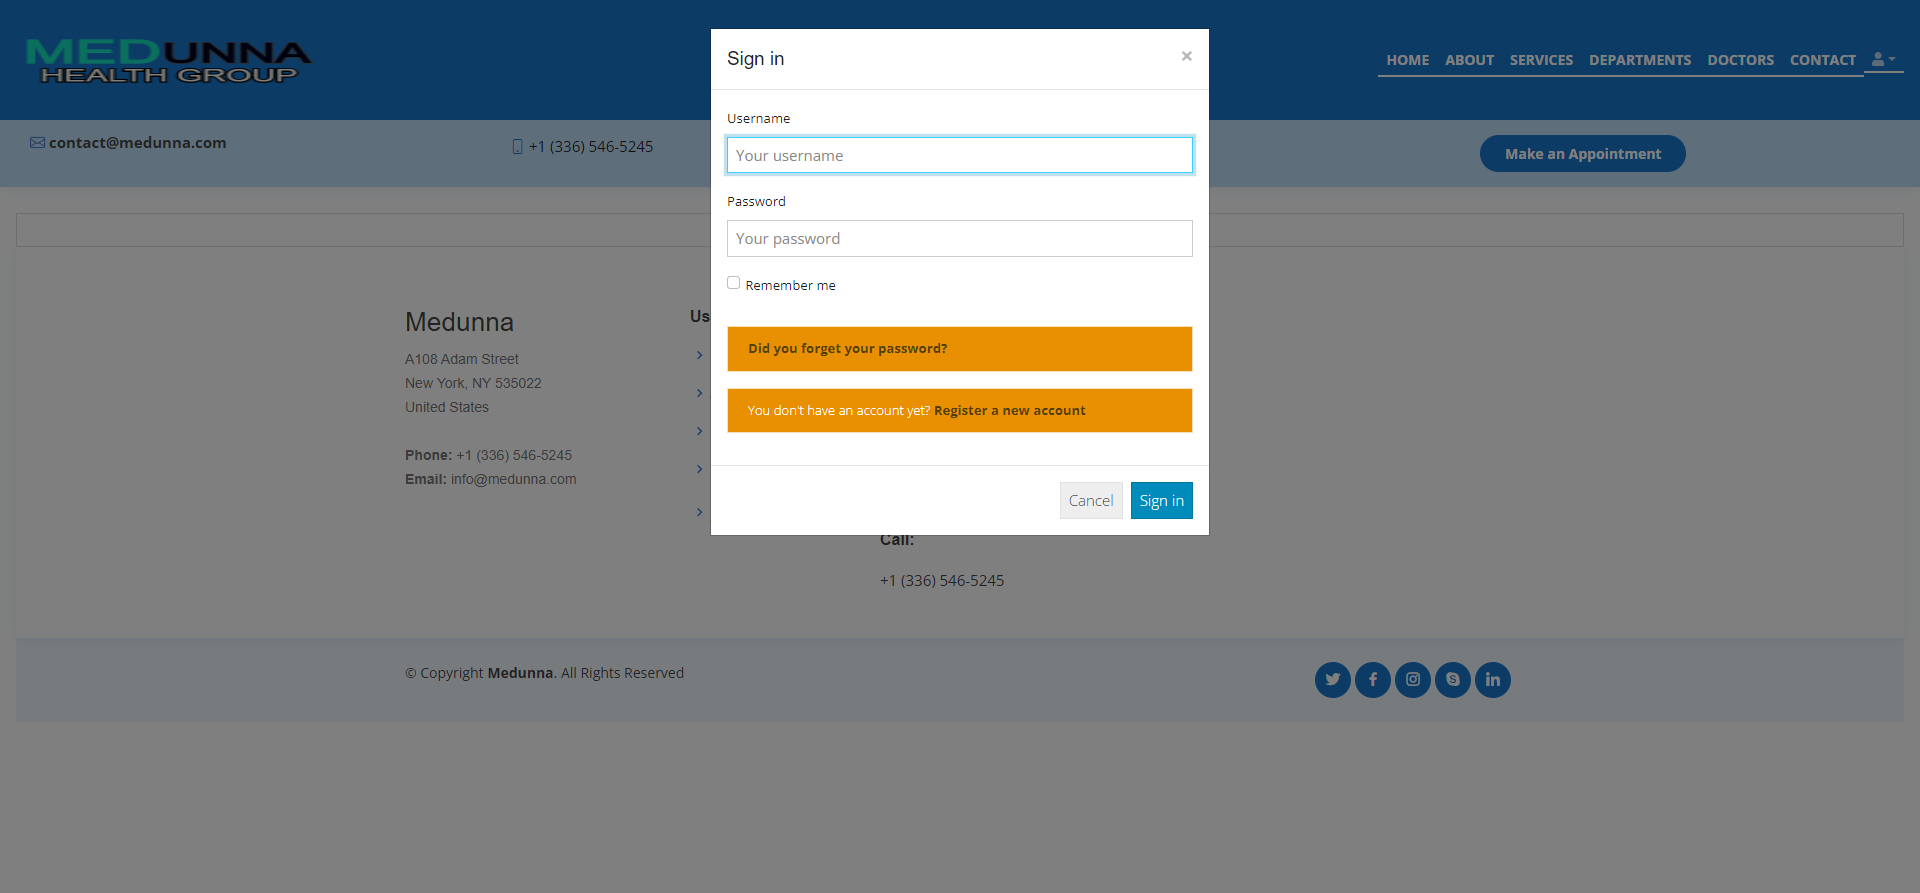 MEDUNNA
HEALTH GROUP
HOME ABOUT SERVICES DEPARTMENTS DOCTORS CONTACT
contact@medunna.com
+1 (336) 546-5245
Make an Appointment
Sign in
×
Username
Your username
Password
Your password
Remember me
Did you forget your password?
You don't have an account yet? Register a new account
Cancel Sign in
Medunna
A108 Adam Street
New York, NY 535022
United States
Phone: +1 (336) 546-5245
Email: info@medunna.com
Us
Call:
+1 (336) 546-5245
© Copyright Medunna. All Rights Reserved